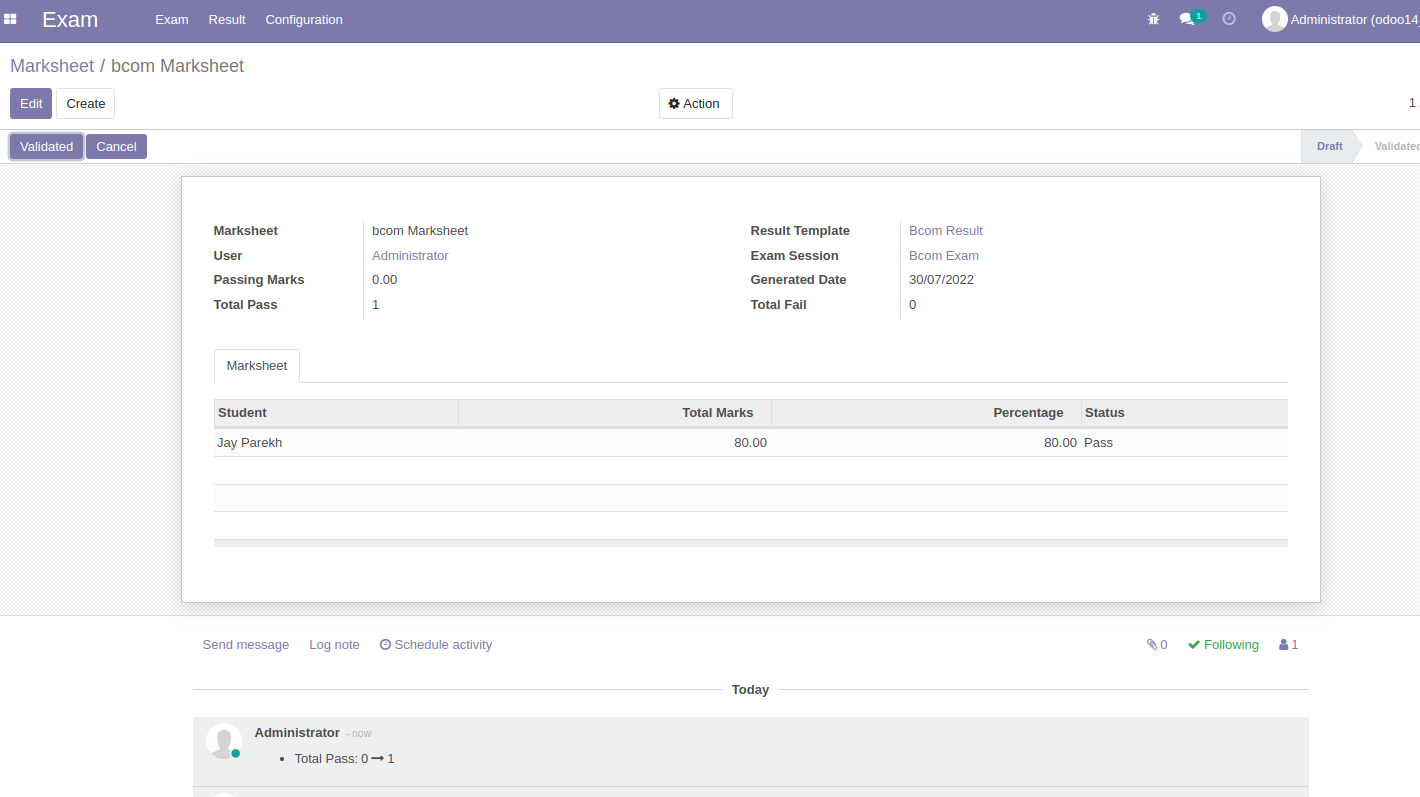 Exam Exam Result Configuration 1 Administrator (odoo14_
Marksheet / bcom Marksheet
Edit Create Action 1
Validated Cancel Draft Validated
Marksheet bcom Marksheet Result Template Bcom Result
User Administrator Exam Session Bcom Exam
Passing Marks 0.00 Generated Date 30/07/2022
Total Pass 1 Total Fail 0
Marksheet
Student Total Marks Percentage Status
Jay Parekh 80.00 80.00 Pass
Send message Log note Schedule activity 0 Following 1
Today
Administrator - now
• Total Pass: 0 → 1